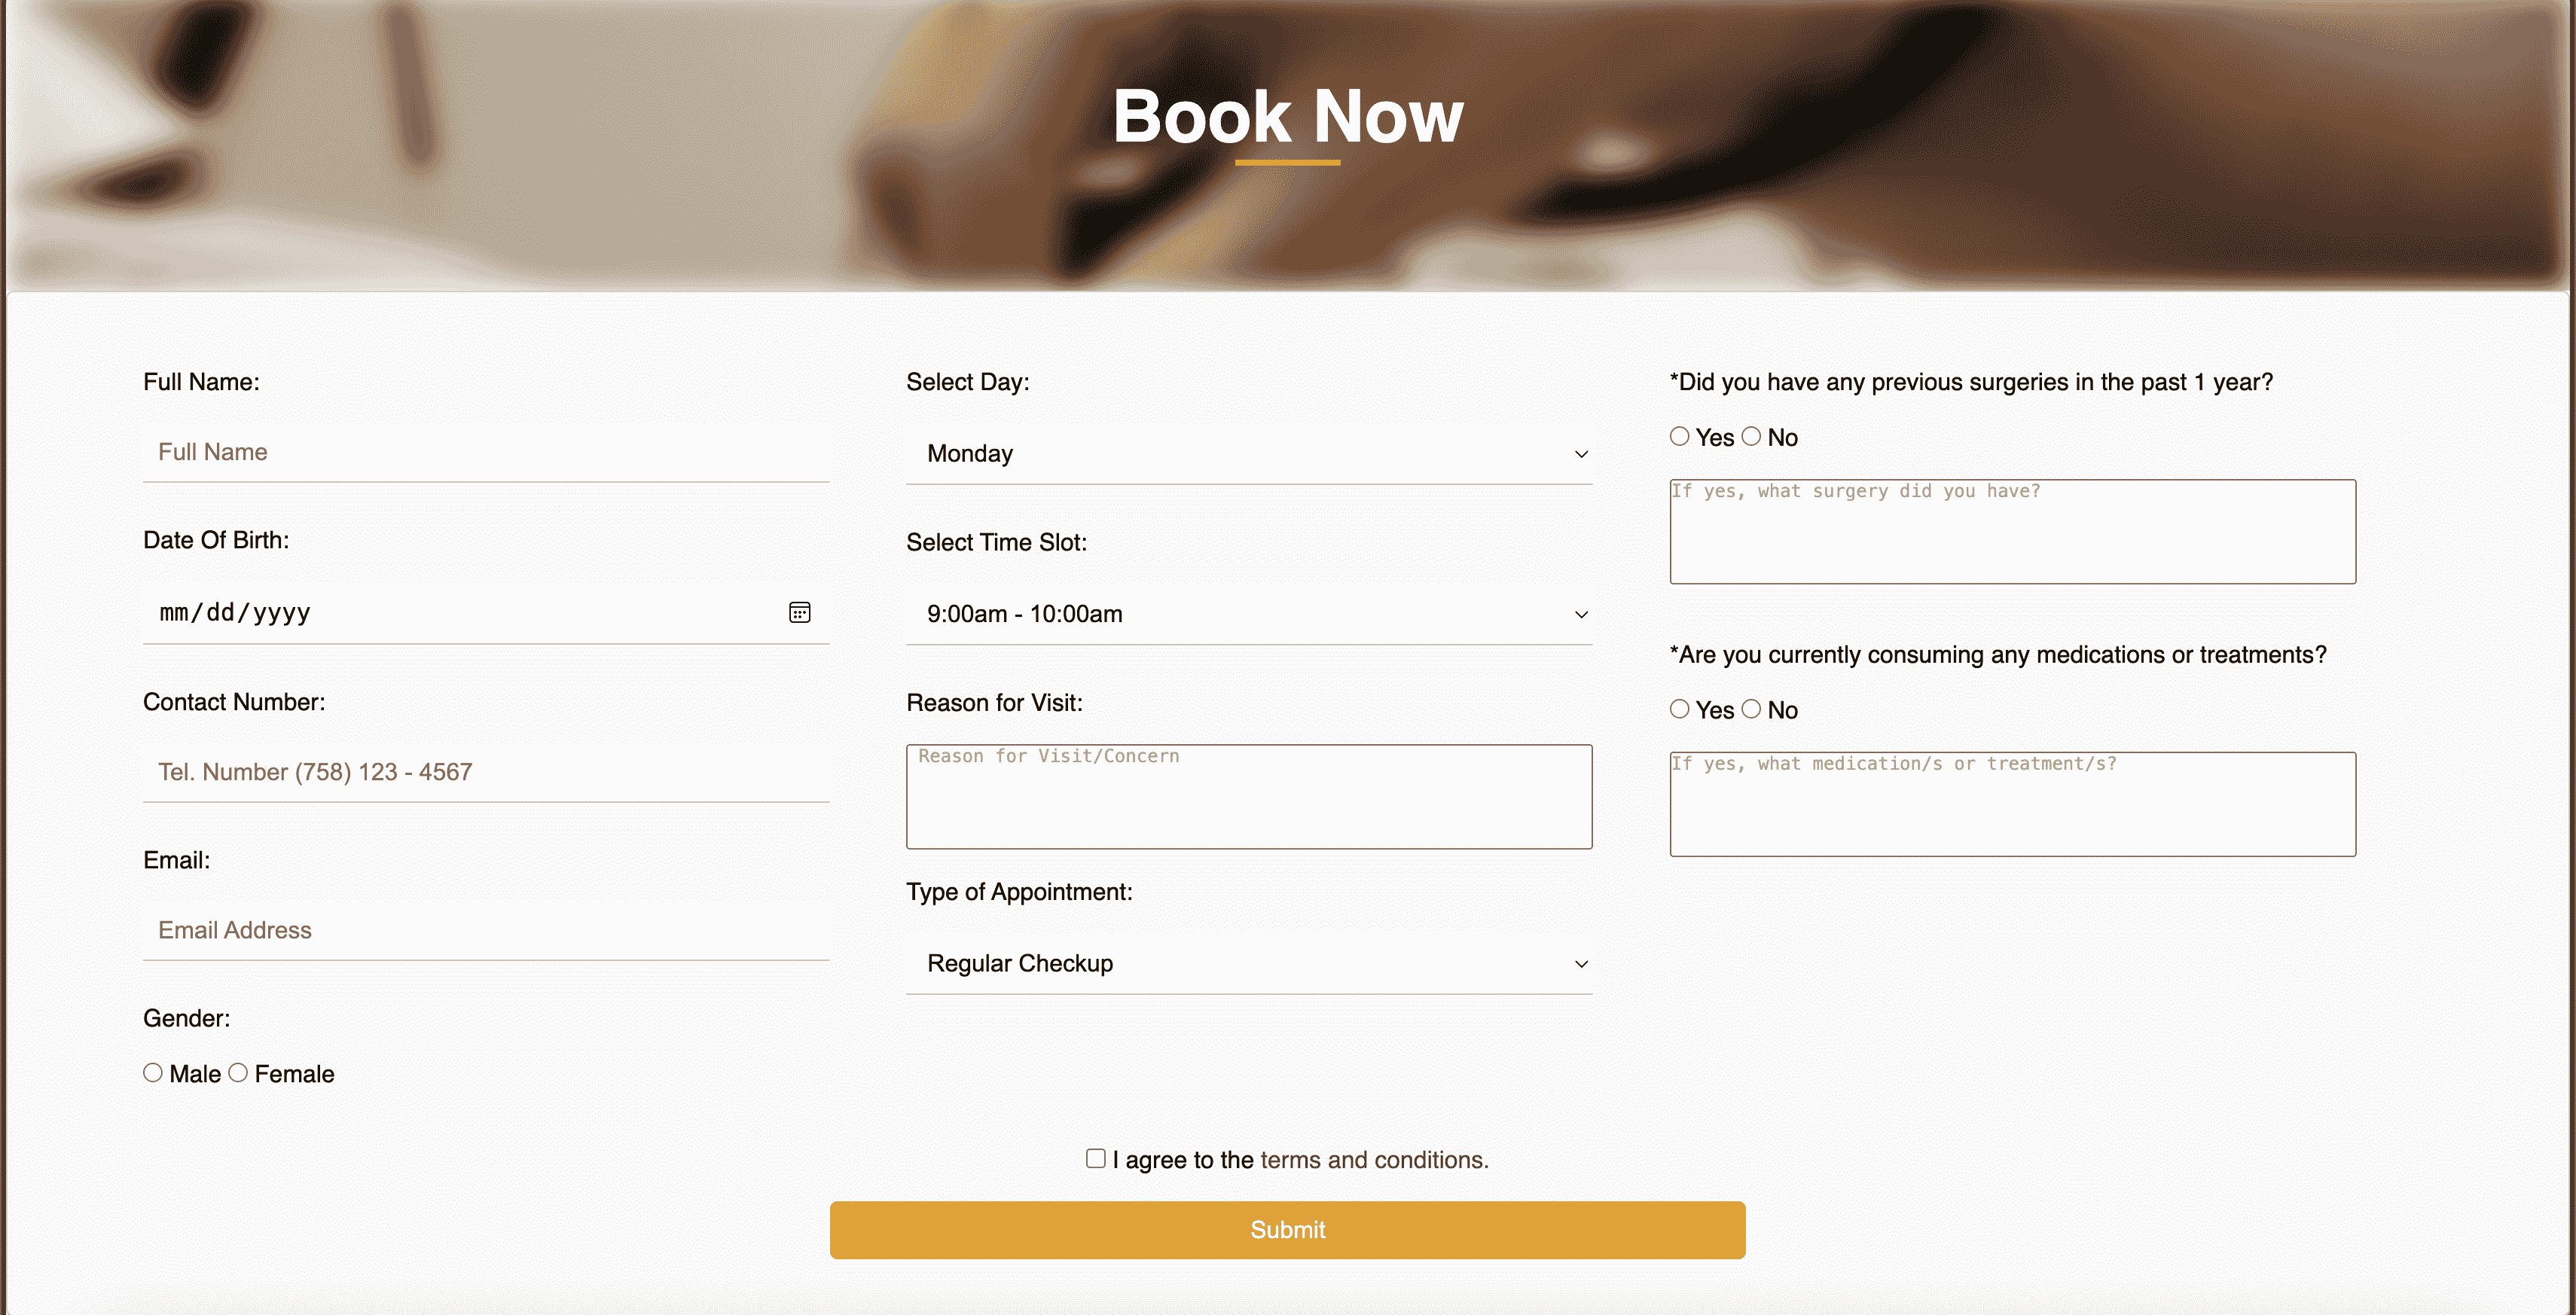 Book Now
Full Name:
Full Name
Date Of Birth:
mm/dd/yyyy
Contact Number:
Tel. Number (758) 123 - 4567
Email:
Email Address
Gender:
Male Female
Select Day:
Monday
Select Time Slot:
9:00am - 10:00am
Reason for Visit:
Reason for Visit/Concern
Type of Appointment:
Regular Checkup
*Did you have any previous surgeries in the past 1 year?
Yes No
If yes, what surgery did you have?
*Are you currently consuming any medications or treatments?
Yes No
If yes, what medication/s or treatment/s?
I agree to the terms and conditions.
Submit